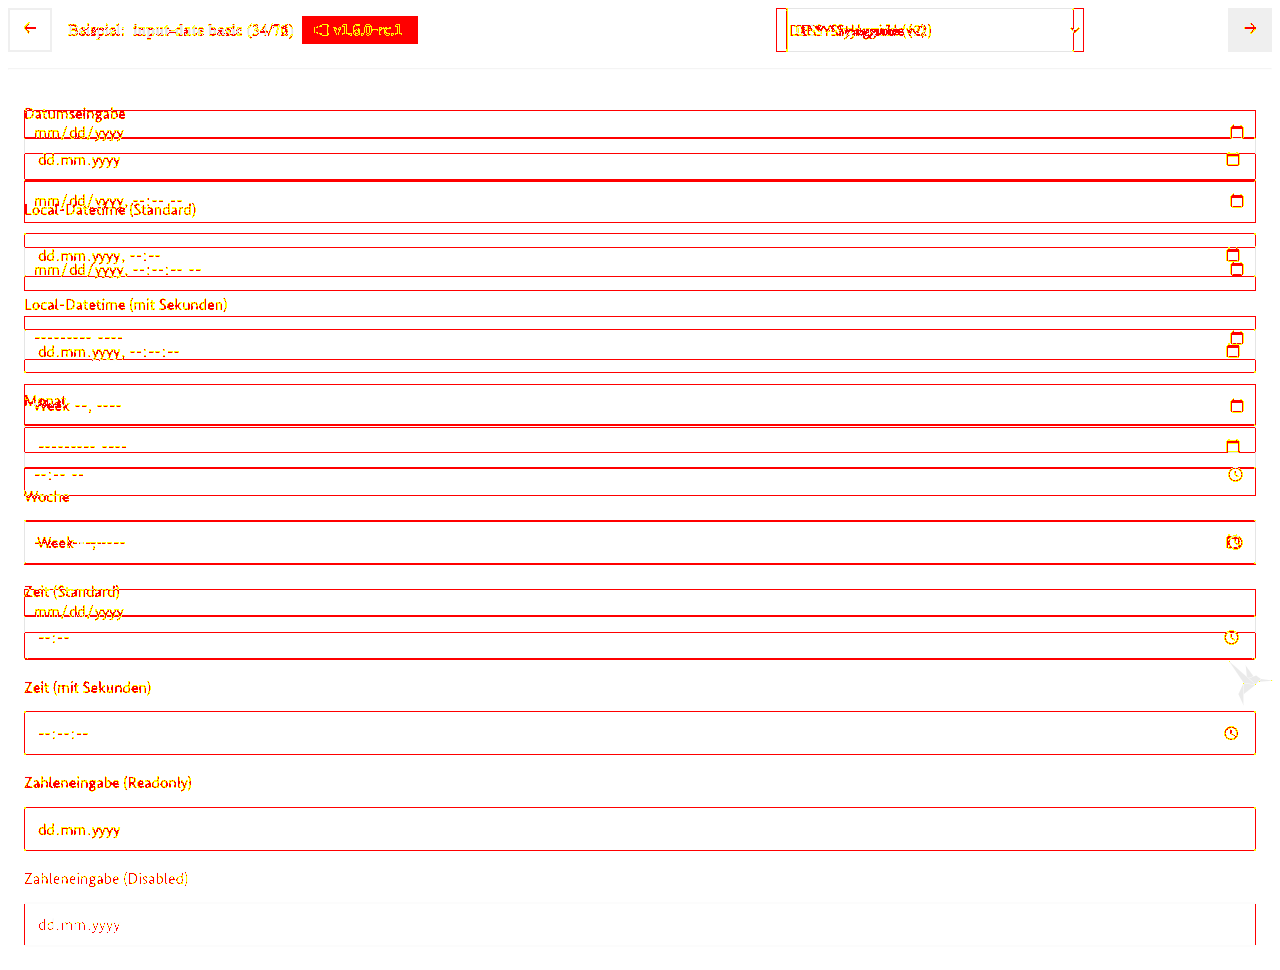 Beispiel: input-date basis (34/78) v1.6.0-rc.1
Datumseingabe
mm/dd/yyyy
dd.mm.yyyy
mm/dd/yyyy, --:-- --
Local-Datetime (Standard)
dd.mm.yyyy, --:--
mm/dd/yyyy, --:--:-- --
Local-Datetime (mit Sekunden)
--------- ----
dd.mm.yyyy, --:--:--
Monat
Week --, ----
--------- ----
--:-- --
Woche
Week --, ----
Zeit (Standard)
mm/dd/yyyy
--:--
Zeit (mit Sekunden)
--:--:--
Zahleneingabe (Readonly)
dd.mm.yyyy
Zahleneingabe (Disabled)
dd.mm.yyyy